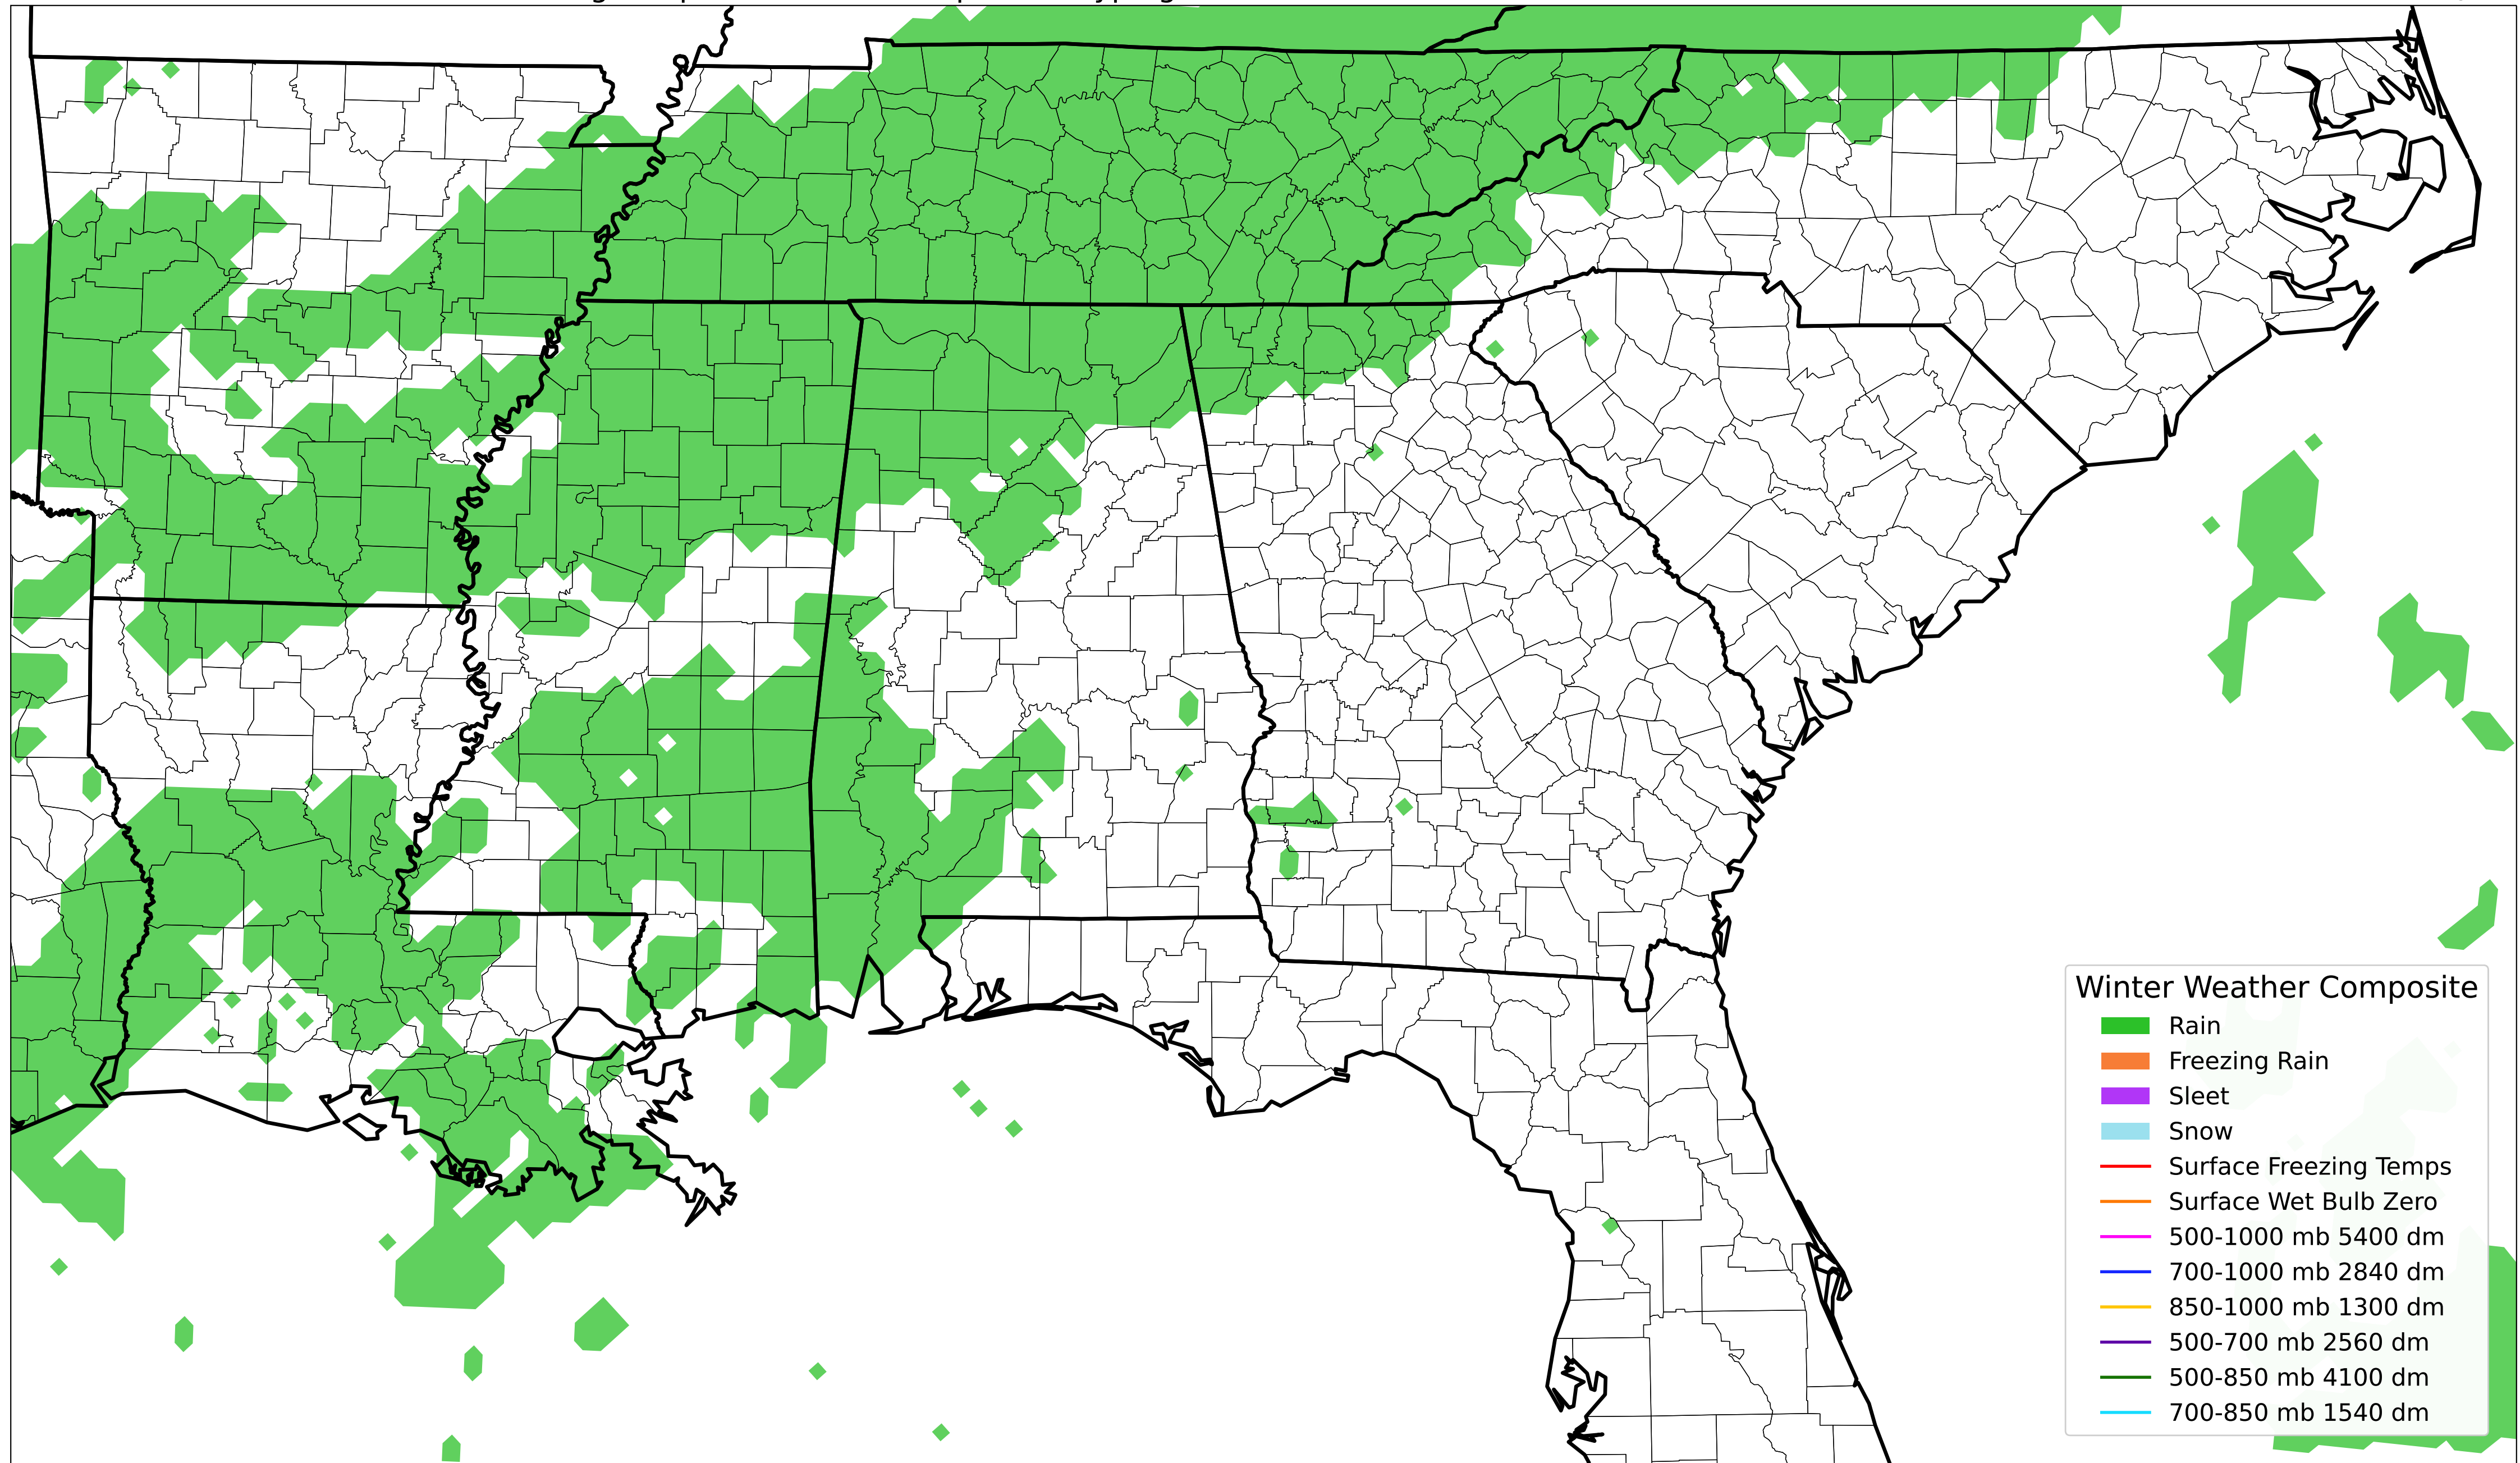 Winter Weather Composite
Rain
Freezing Rain
Sleet
Snow
Surface Freezing Temps
Surface Wet Bulb Zero
500-1000 mb 5400 dm
700-1000 mb 2840 dm
850-1000 mb 1300 dm
500-700 mb 2560 dm
500-850 mb 4100 dm
700-850 mb 1540 dm